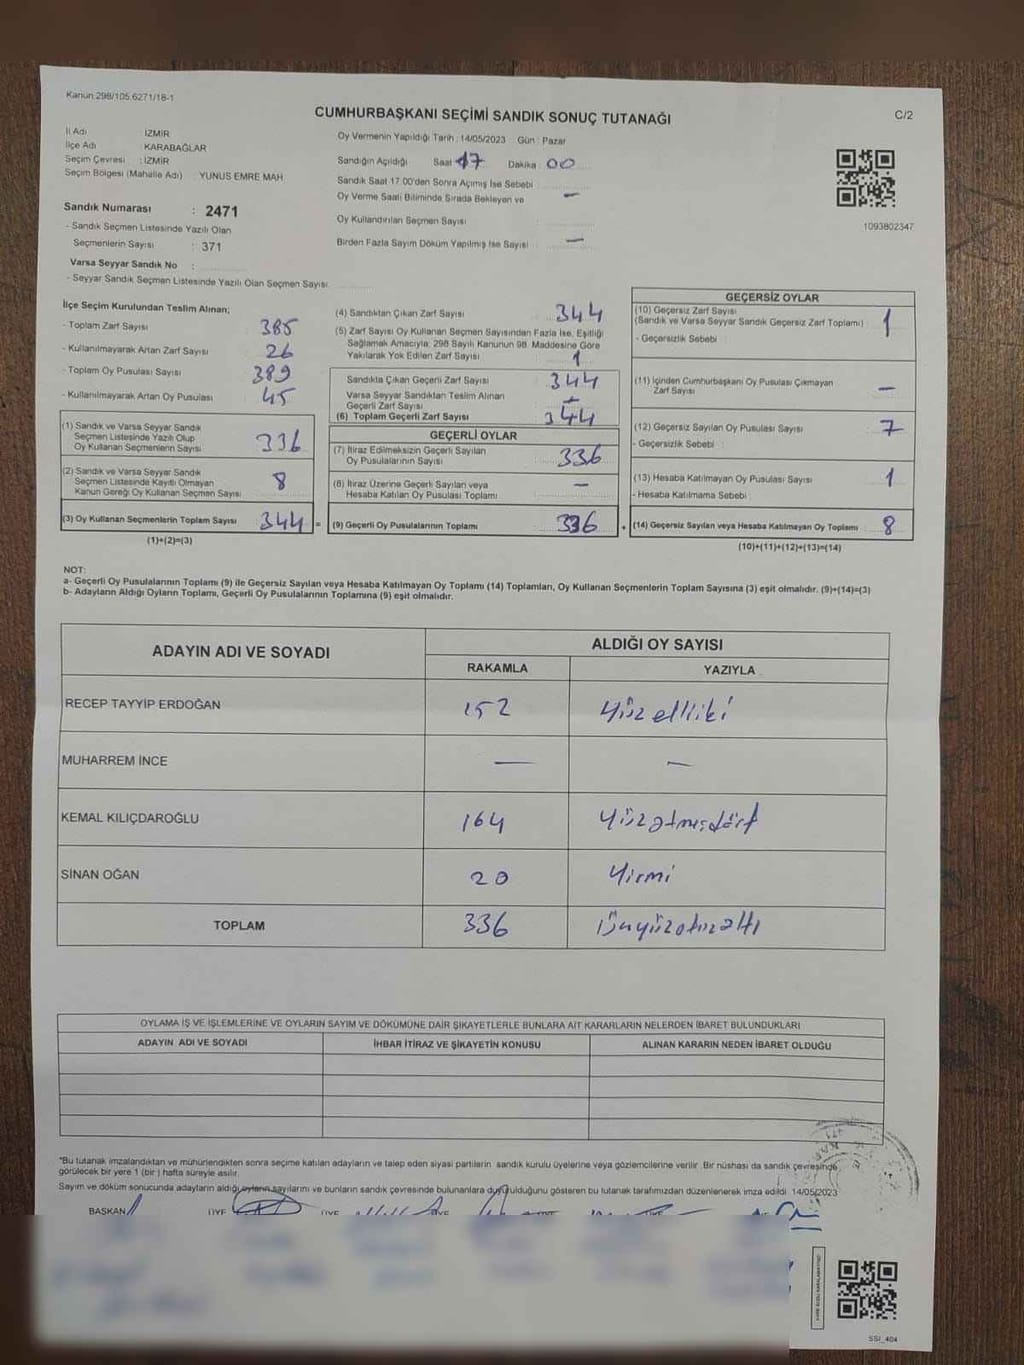 Kanun 298/105.6271/18-1
CUMHURBAŞKANI SEÇİMİ SANDIK SONUÇ TUTANAĞI
C/2
İl Adı İZMİR
İlçe Adı : KARABAĞLAR
Seçim Çevresi : İZMİR
Seçim Bölgesi (Mahalle Adı) YUNUS EMRE MAH
Oy Vermenin Yapıldığı Tarih : 14/05/2023 Gün : Pazar
Sandığın Açıldığı Saat 17 Dakika : 00
Sandık Saat 17.00'den Sonra Açımış İse Sebebi
Oy Verme Saati Bitiminde Sırada Bekleyen ve —
Oy Kullandırılan Seçmen Sayısı
Birden Fazla Sayım Döküm Yapılmış İse Sayısı —
1093802347
Sandık Numarası : 2471
- Sandık Seçmen Listesinde Yazılı Olan
Seçmenlerin Sayısı : 371
Varsa Seyyar Sandık No :
- Seyyar Sandık Seçmen Listesinde Yazılı Olan Seçmen Sayısı
İlçe Seçim Kurulundan Teslim Alınan;
- Toplam Zarf Sayısı 385
- Kullanılmayarak Artan Zarf Sayısı 26
- Toplam Oy Pusulası Sayısı 389
- Kullanılmayarak Artan Oy Pusulası 45
(1) Sandık ve Varsa Seyyar Sandık
Seçmen Listesinde Yazılı Olup
Oy Kullanan Seçmenlerin Sayısı 336
(2) Sandık ve Varsa Seyyar Sandık
Seçmen Listesinde Kayıtlı Olmayan
Kanun Gereği Oy Kullanan Seçmen Sayısı 8
(3) Oy Kullanan Seçmenlerin Toplam Sayısı 344 =
(1)+(2)=(3)
(4) Sandıktan Çıkan Zarf Sayısı 344
(5) Zarf Sayısı Oy Kullanan Seçmen Sayısından Fazla İse, Eşitliği
Sağlamak Amacıyla; 298 Sayılı Kanunun 98. Maddesine Göre
Yakılarak Yok Edilen Zarf Sayısı 1
Sandıkta Çıkan Geçerli Zarf Sayısı 344
Varsa Seyyar Sandıktan Teslim Alınan
Geçerli Zarf Sayısı
(6) Toplam Geçerli Zarf Sayısı 344
GEÇERLİ OYLAR
(7) İtiraz Edilmeksizin Geçerli Sayılan
Oy Pusulalarının Sayısı 336
(8) İtiraz Üzerine Geçerli Sayılan veya
Hesaba Katılan Oy Pusulası Toplamı —
(9) Geçerli Oy Pusulalarının Toplamı 336 +
GEÇERSİZ OYLAR
(10) Geçersiz Zarf Sayısı
(Sandık ve Varsa Seyyar Sandık Geçersiz Zarf Toplamı) 1
- Geçersizlik Sebebi :
(11) İçinden Cumhurbaşkanı Oy Pusulası Çıkmayan
Zarf Sayısı —
(12) Geçersiz Sayılan Oy Pusulası Sayısı 7
- Geçersizlik Sebebi :
(13) Hesaba Katılmayan Oy Pusulası Sayısı 1
- Hesaba Katılmama Sebebi :
(14) Geçersiz Sayılan veya Hesaba Katılmayan Oy Toplamı 8
(10)+(11)+(12)+(13)=(14)
NOT:
a- Geçerli Oy Pusulalarının Toplamı (9) ile Geçersiz Sayılan veya Hesaba Katılmayan Oy Toplamı (14) Toplamları, Oy Kullanan Seçmenlerin Toplam Sayısına (3) eşit olmalıdır. (9)+(14)=(3)
b- Adayların Aldığı Oyların Toplamı, Geçerli Oy Pusulalarının Toplamına (9) eşit olmalıdır.
ADAYIN ADI VE SOYADI
ALDIĞI OY SAYISI
RAKAMLA YAZIYLA
RECEP TAYYİP ERDOĞAN 152 Yüz elliiki
MUHARREM İNCE — —
KEMAL KILIÇDAROĞLU 164 Yüzatmışdört
SİNAN OĞAN 20 Yirmi
TOPLAM 336 Üçyüzotuzaltı
OYLAMA İŞ VE İŞLEMLERİNE VE OYLARIN SAYIM VE DÖKÜMÜNE DAİR ŞİKAYETLERLE BUNLARA AİT KARARLARIN NELERDEN İBARET BULUNDUKLARI
ADAYIN ADI VE SOYADI İHBAR İTİRAZ VE ŞİKAYETİN KONUSU ALINAN KARARIN NEDEN İBARET OLDUĞU
*Bu tutanak imzalandıktan ve mühürlendikten sonra seçime katılan adayların ve talep eden siyasi partilerin sandık kurulu üyelerine veya gözlemcilerine verilir. Bir nüshası da sandık çevresinde
görülecek bir yere 1 (bir) hafta süreyle asılır.
Sayım ve döküm sonucunda adayların aldığı oyların sayılarını ve bunların sandık çevresinde bulunanlara duyurulduğunu gösteren bu tutanak tarafımızdan düzenlenerek imza edildi 14/05/2023
BAŞKAN ÜYE ÜYE ÜYE
SSI_404